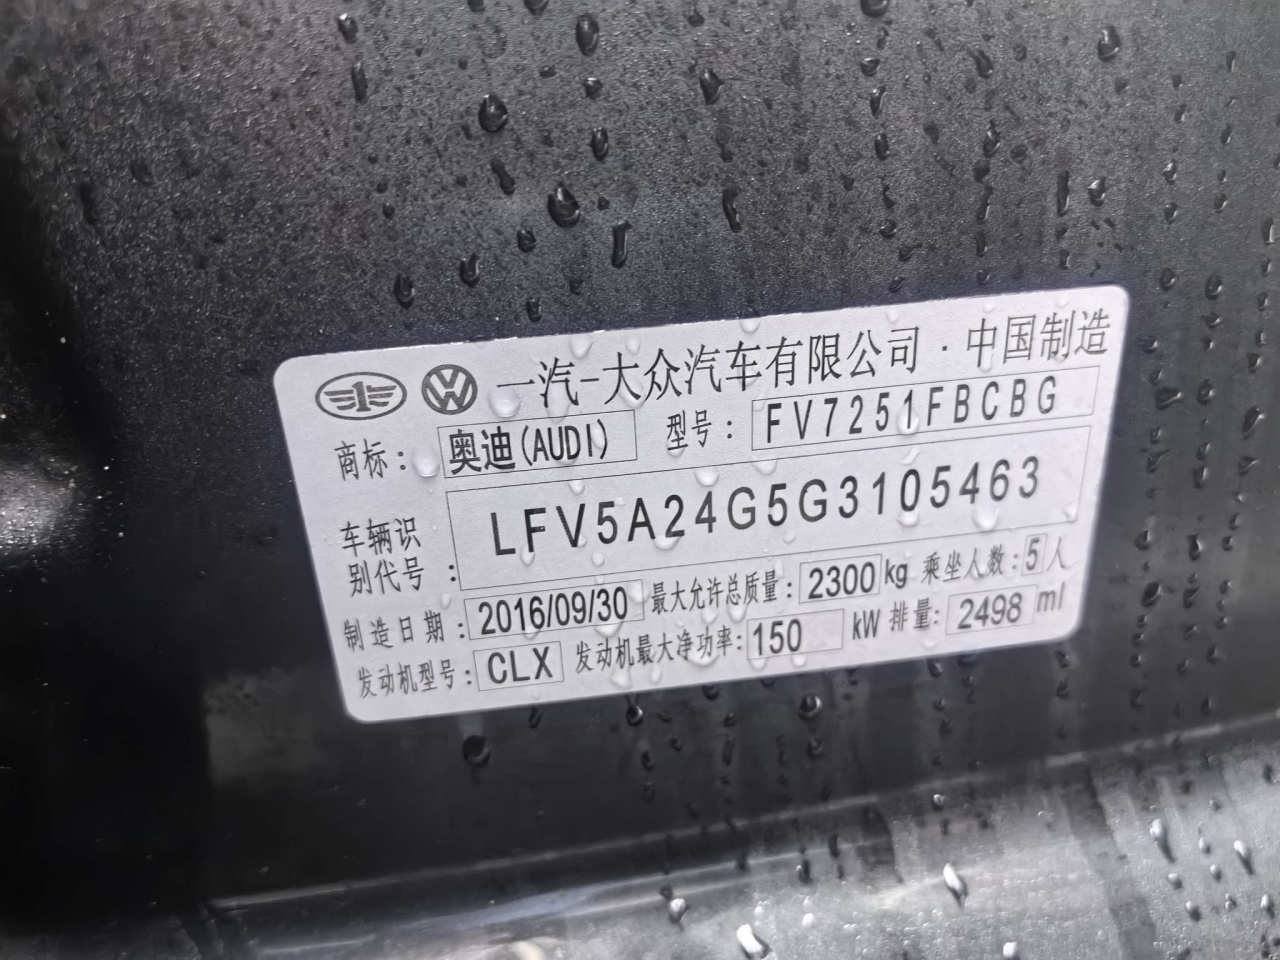 一汽-大众汽车有限公司·中国制造
商标: 奥迪(AUDI) 型号: FV7251FBCBG
车辆识
别代号: LFV5A24G5G3105463
制造日期: 2016/09/30 最大允许总质量: 2300kg 乘坐人数: 5人
发动机型号: CLX 发动机最大净功率: 150 kW 排量: 2498 ml